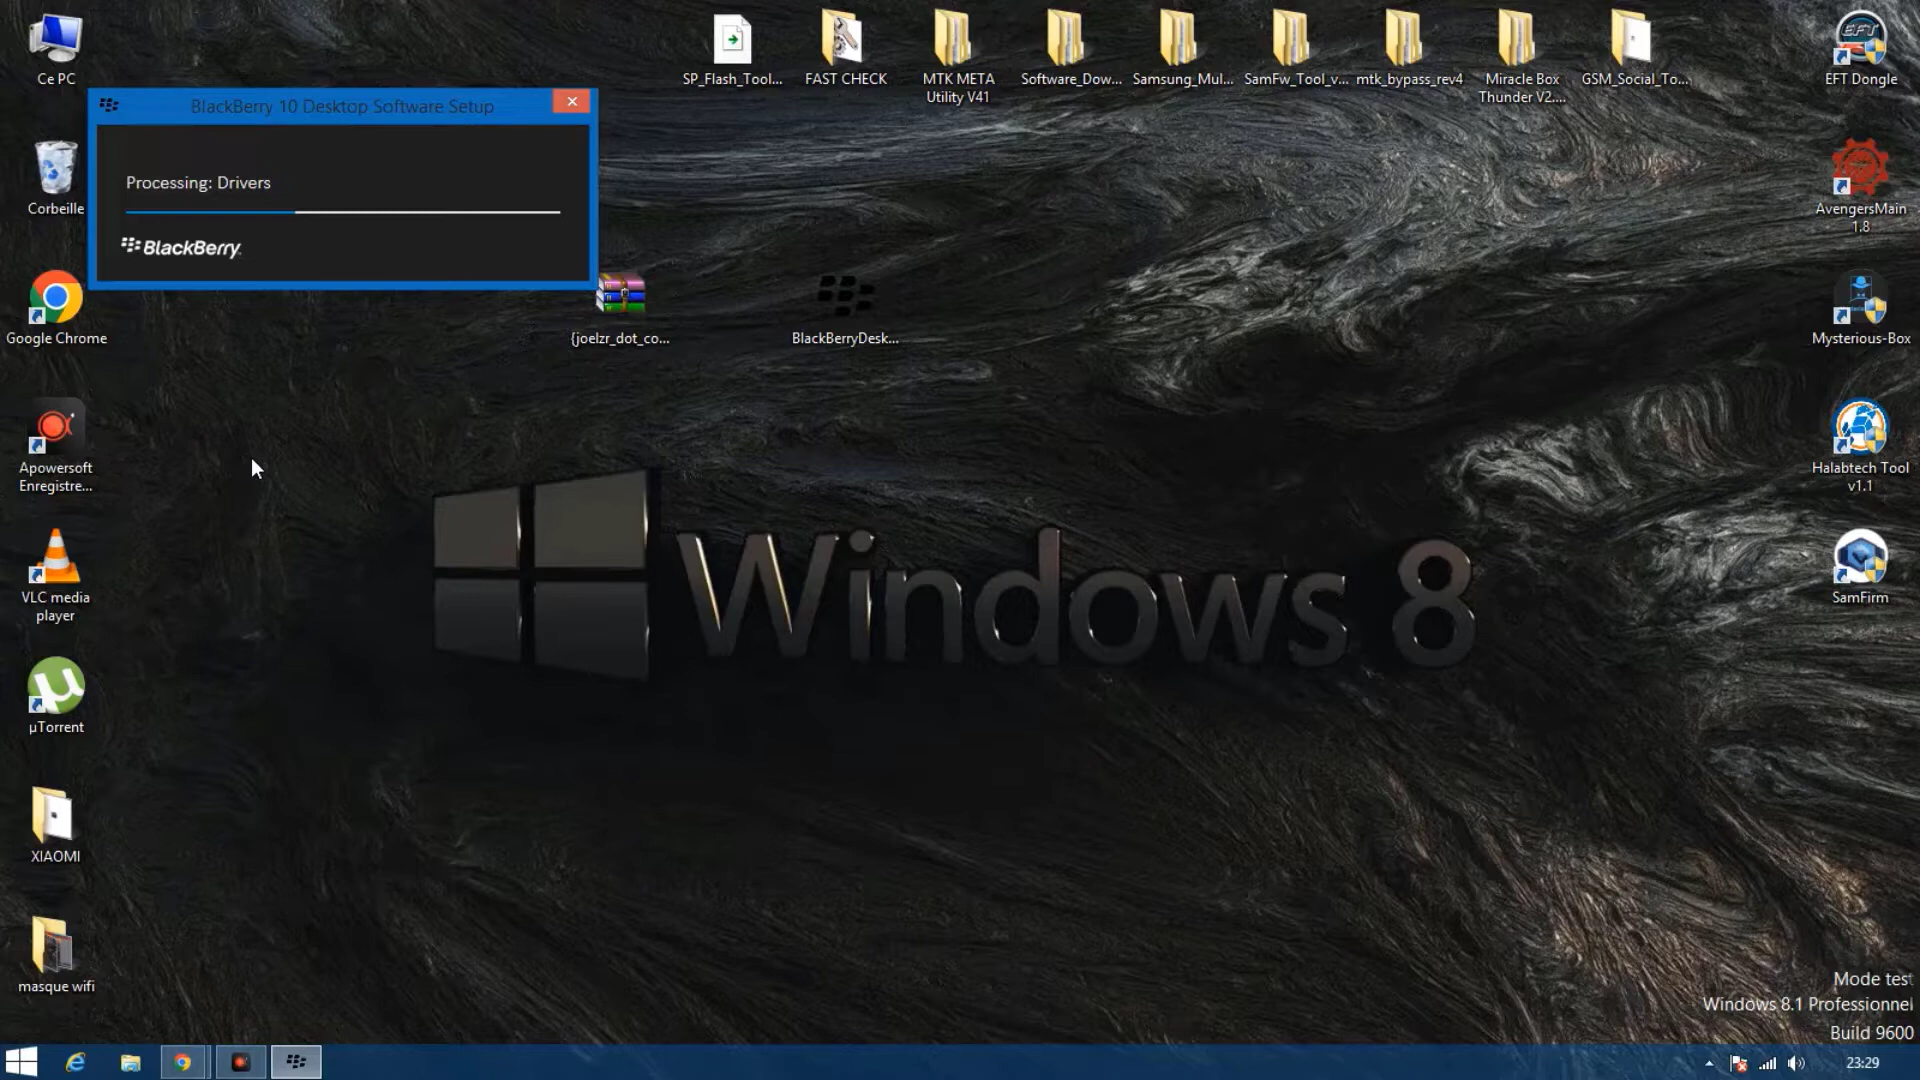 Ce PC
SP_Flash_Tool...
FAST CHECK
MTK META
Utility V41
Software_Dow...
Samsung_Mul...
SamFw_Tool_v...
mtk_bypass_rev4
Miracle Box
Thunder V2....
GSM_Social_To...
EFT
EFT Dongle
BlackBerry 10 Desktop Software Setup
Processing: Drivers
BlackBerry
Corbeille
AvengersMain
1.8
Google Chrome
{joelzr_dot_co...
BlackBerryDesk...
Mysterious-Box
Apowersoft
Enregistre...
Halabtech Tool
v1.1
Windows 8
VLC media
player
SamFirm
µTorrent
XIAOMI
masque wifi
Mode test
Windows 8.1 Professionnel
Build 9600
23:29